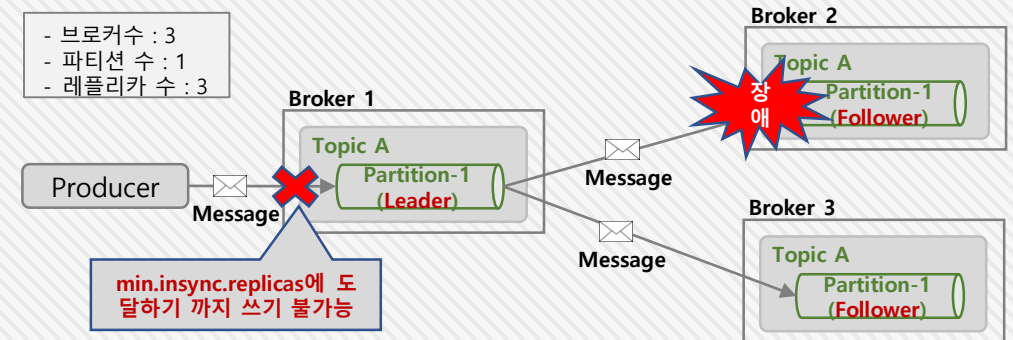 - 브로커수 : 3
- 파티션 수 : 1
- 레플리카 수 : 3
Broker 1
Topic A
Partition-1
(Leader)
Producer
Message
min.insync.replicas에 도
달하기 까지 쓰기 불가능
Message
Message
Broker 2
Topic A
Partition-1
(Follower)
장
애
Broker 3
Topic A
Partition-1
(Follower)